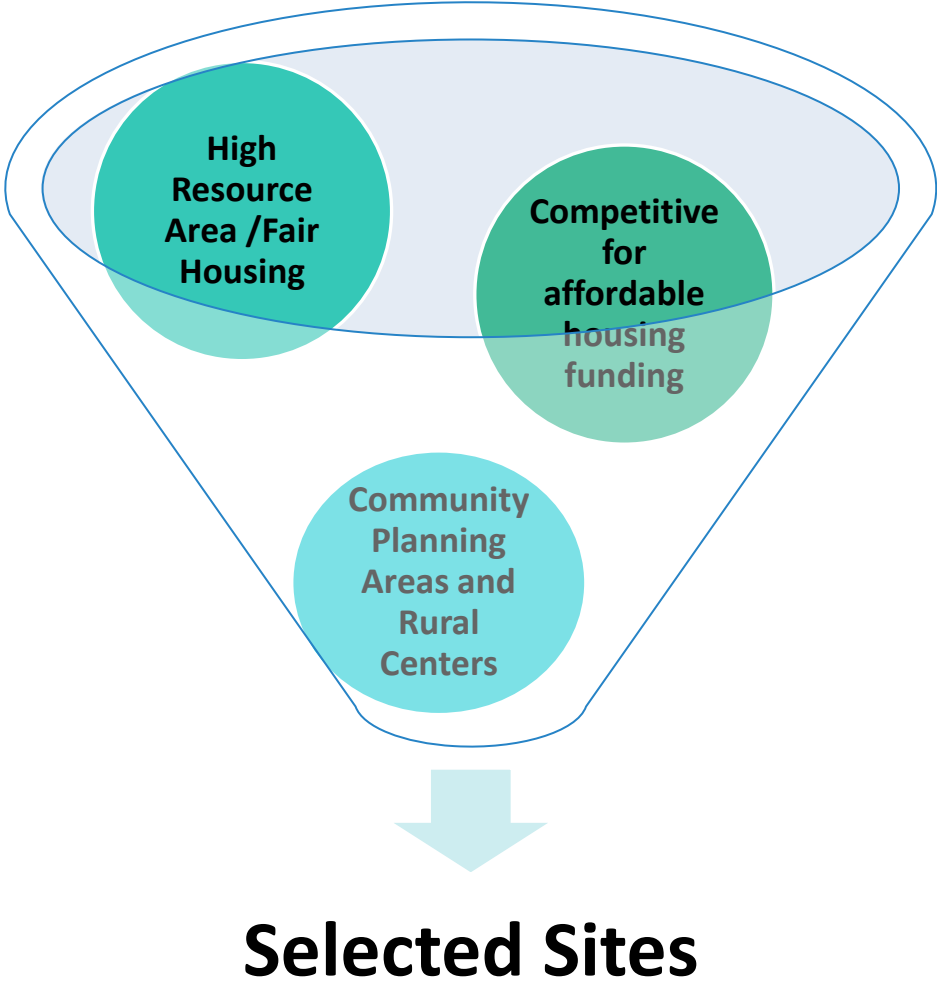 High
Resource
Area /Fair
Housing
Competitive
for
affordable
housing
funding
Community
Planning
Areas and
Rural
Centers
Selected Sites